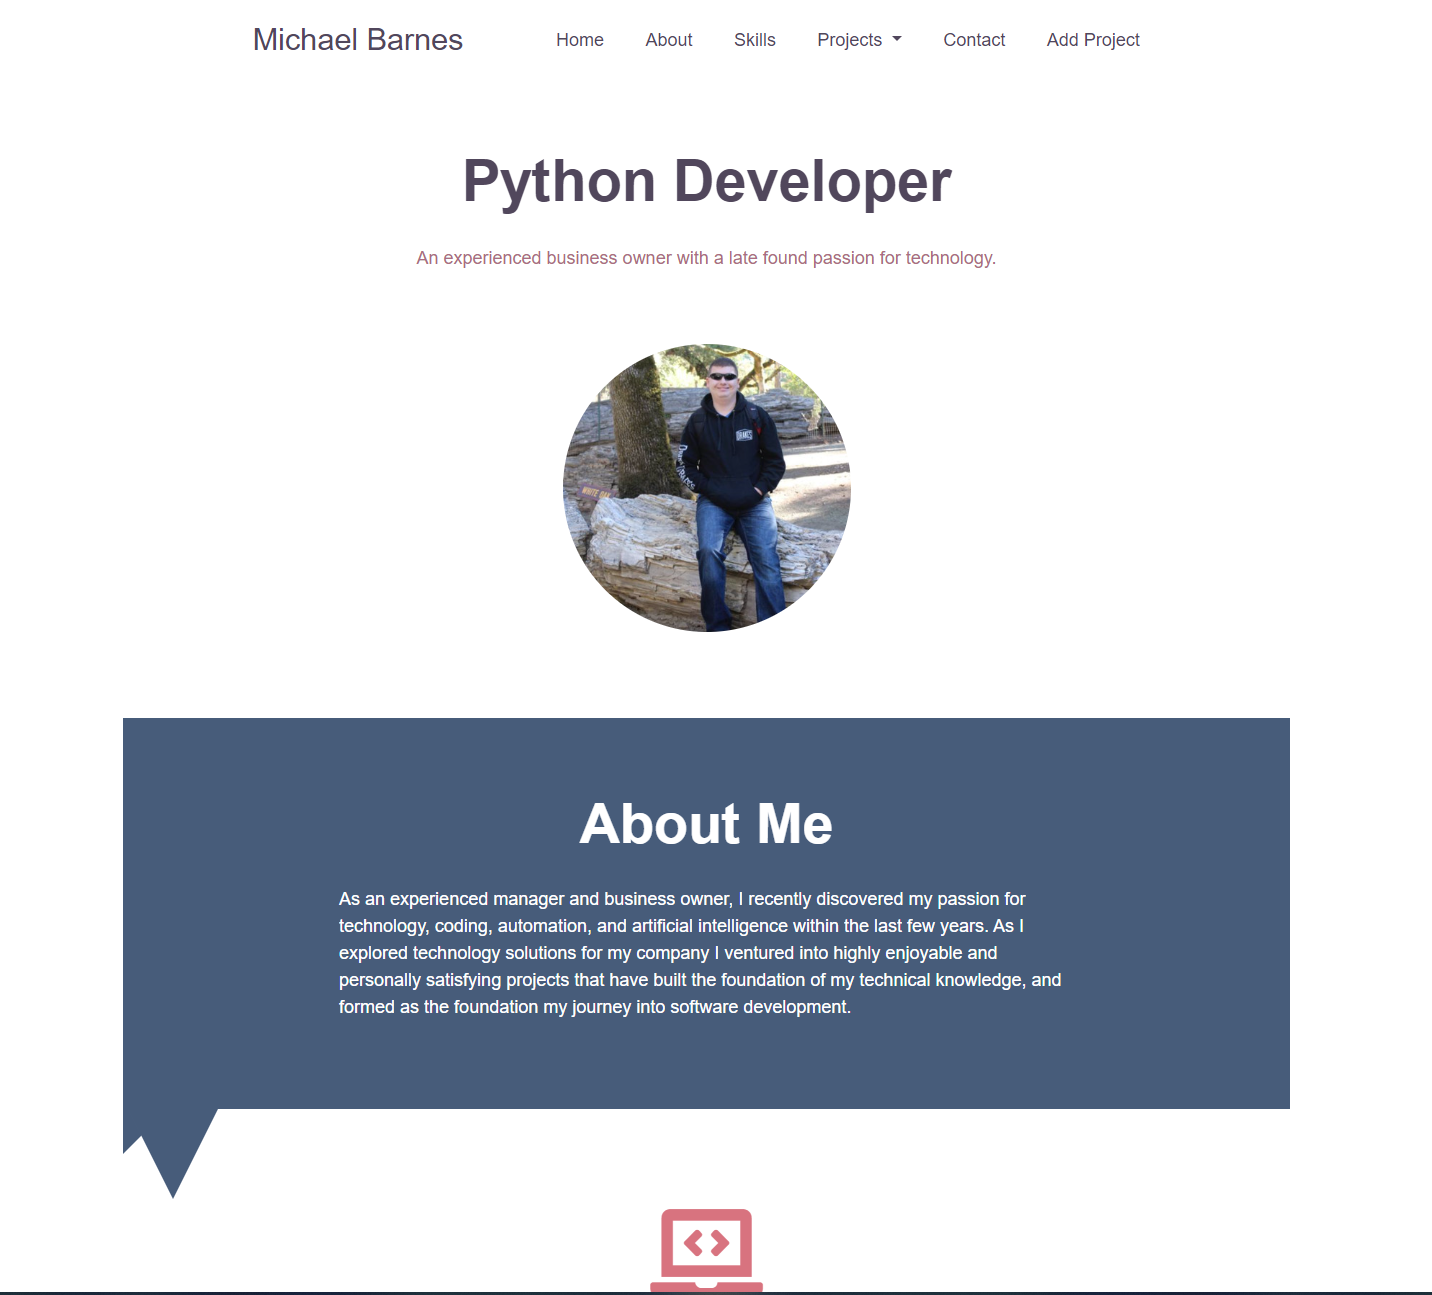 Michael Barnes
Home About Skills Projects Contact Add Project
Python Developer
An experienced business owner with a late found passion for technology.
WHITE OAK
About Me
As an experienced manager and business owner, I recently discovered my passion for
technology, coding, automation, and artificial intelligence within the last few years. As I
explored technology solutions for my company I ventured into highly enjoyable and
personally satisfying projects that have built the foundation of my technical knowledge, and
formed as the foundation my journey into software development.